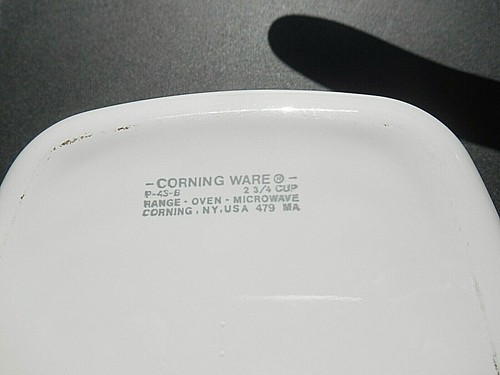 - CORNING WARE ® -
P-43-B 2 3/4 CUP
RANGE - OVEN - MICROWAVE
CORNING, NY, USA 479 MA